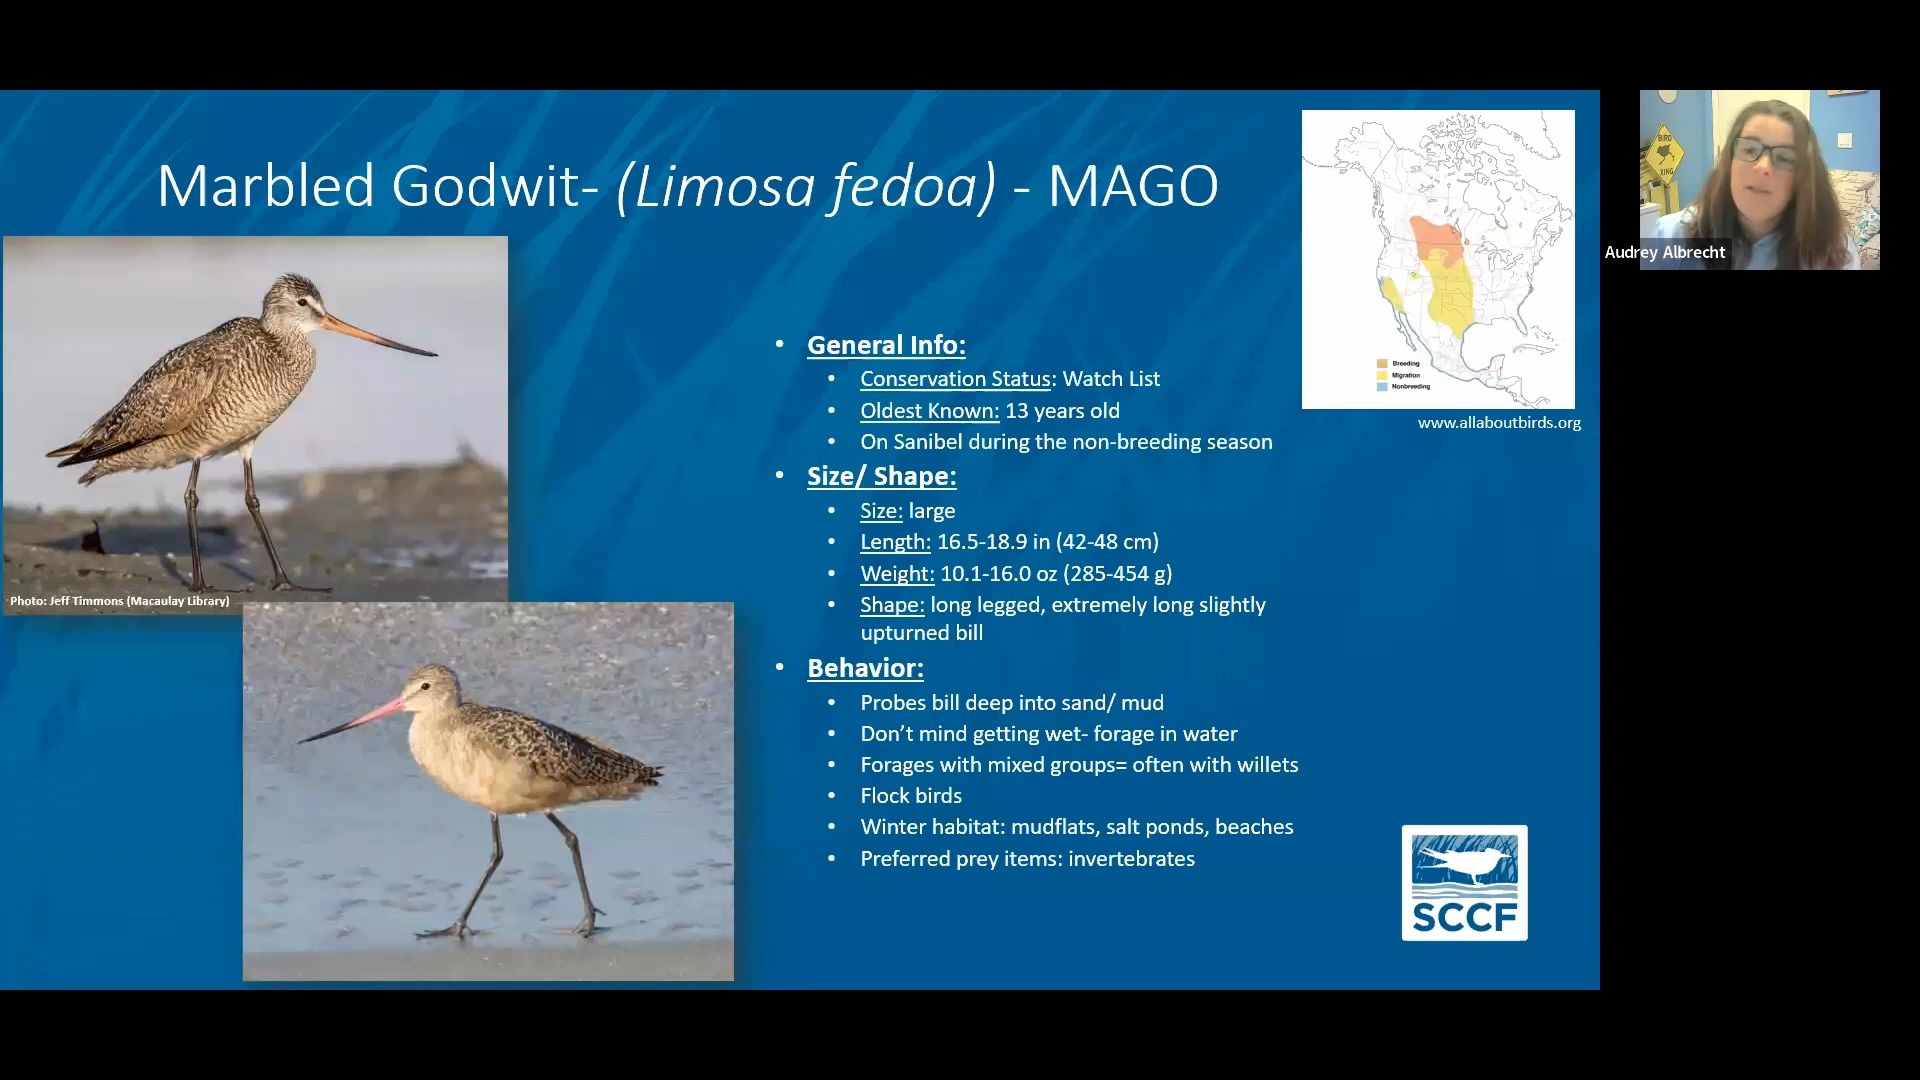 Marbled Godwit- (Limosa fedoa) - MAGO
Photo: Jeff Timmons (Macaulay Library)
• General Info:
• Conservation Status: Watch List
• Oldest Known: 13 years old
• On Sanibel during the non-breeding season
• Size/ Shape:
• Size: large
• Length: 16.5-18.9 in (42-48 cm)
• Weight: 10.1-16.0 oz (285-454 g)
• Shape: long legged, extremely long slightly
upturned bill
• Behavior:
• Probes bill deep into sand/ mud
• Don’t mind getting wet- forage in water
• Forages with mixed groups= often with willets
• Flock birds
• Winter habitat: mudflats, salt ponds, beaches
• Preferred prey items: invertebrates
Breeding
Migration
Nonbreeding
www.allaboutbirds.org
SCCF
BIRD
XING
Audrey Albrecht